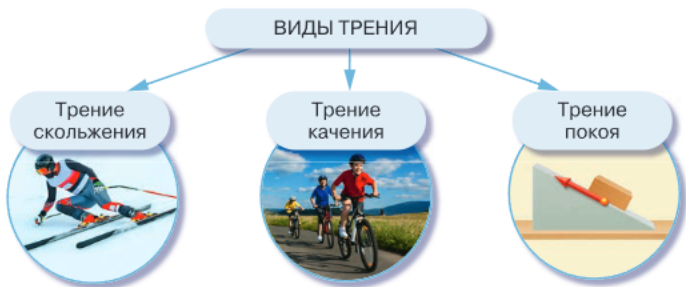 ВИДЫ ТРЕНИЯ
Трение
скольжения
Трение
качения
Трение
покоя